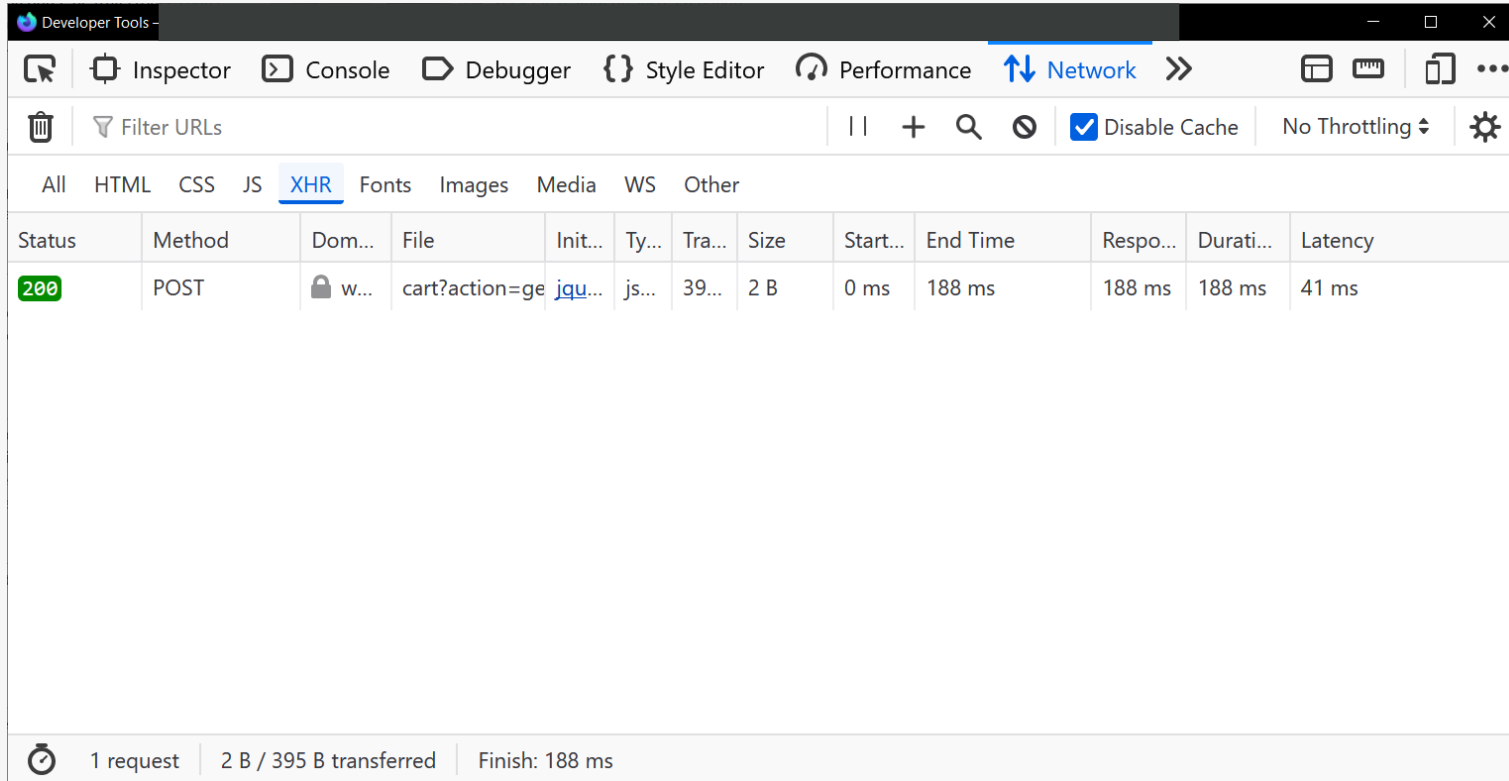 Developer Tools –
Inspector Console Debugger {} Style Editor Performance Network
Filter URLs Disable Cache No Throttling
All HTML CSS JS XHR Fonts Images Media WS Other
Status Method Dom... File Init... Ty... Tra... Size Start... End Time Respo... Durati... Latency
200 POST w... cart?action=ge jqu... js... 39... 2 B 0 ms 188 ms 188 ms 188 ms 41 ms
1 request 2 B / 395 B transferred Finish: 188 ms